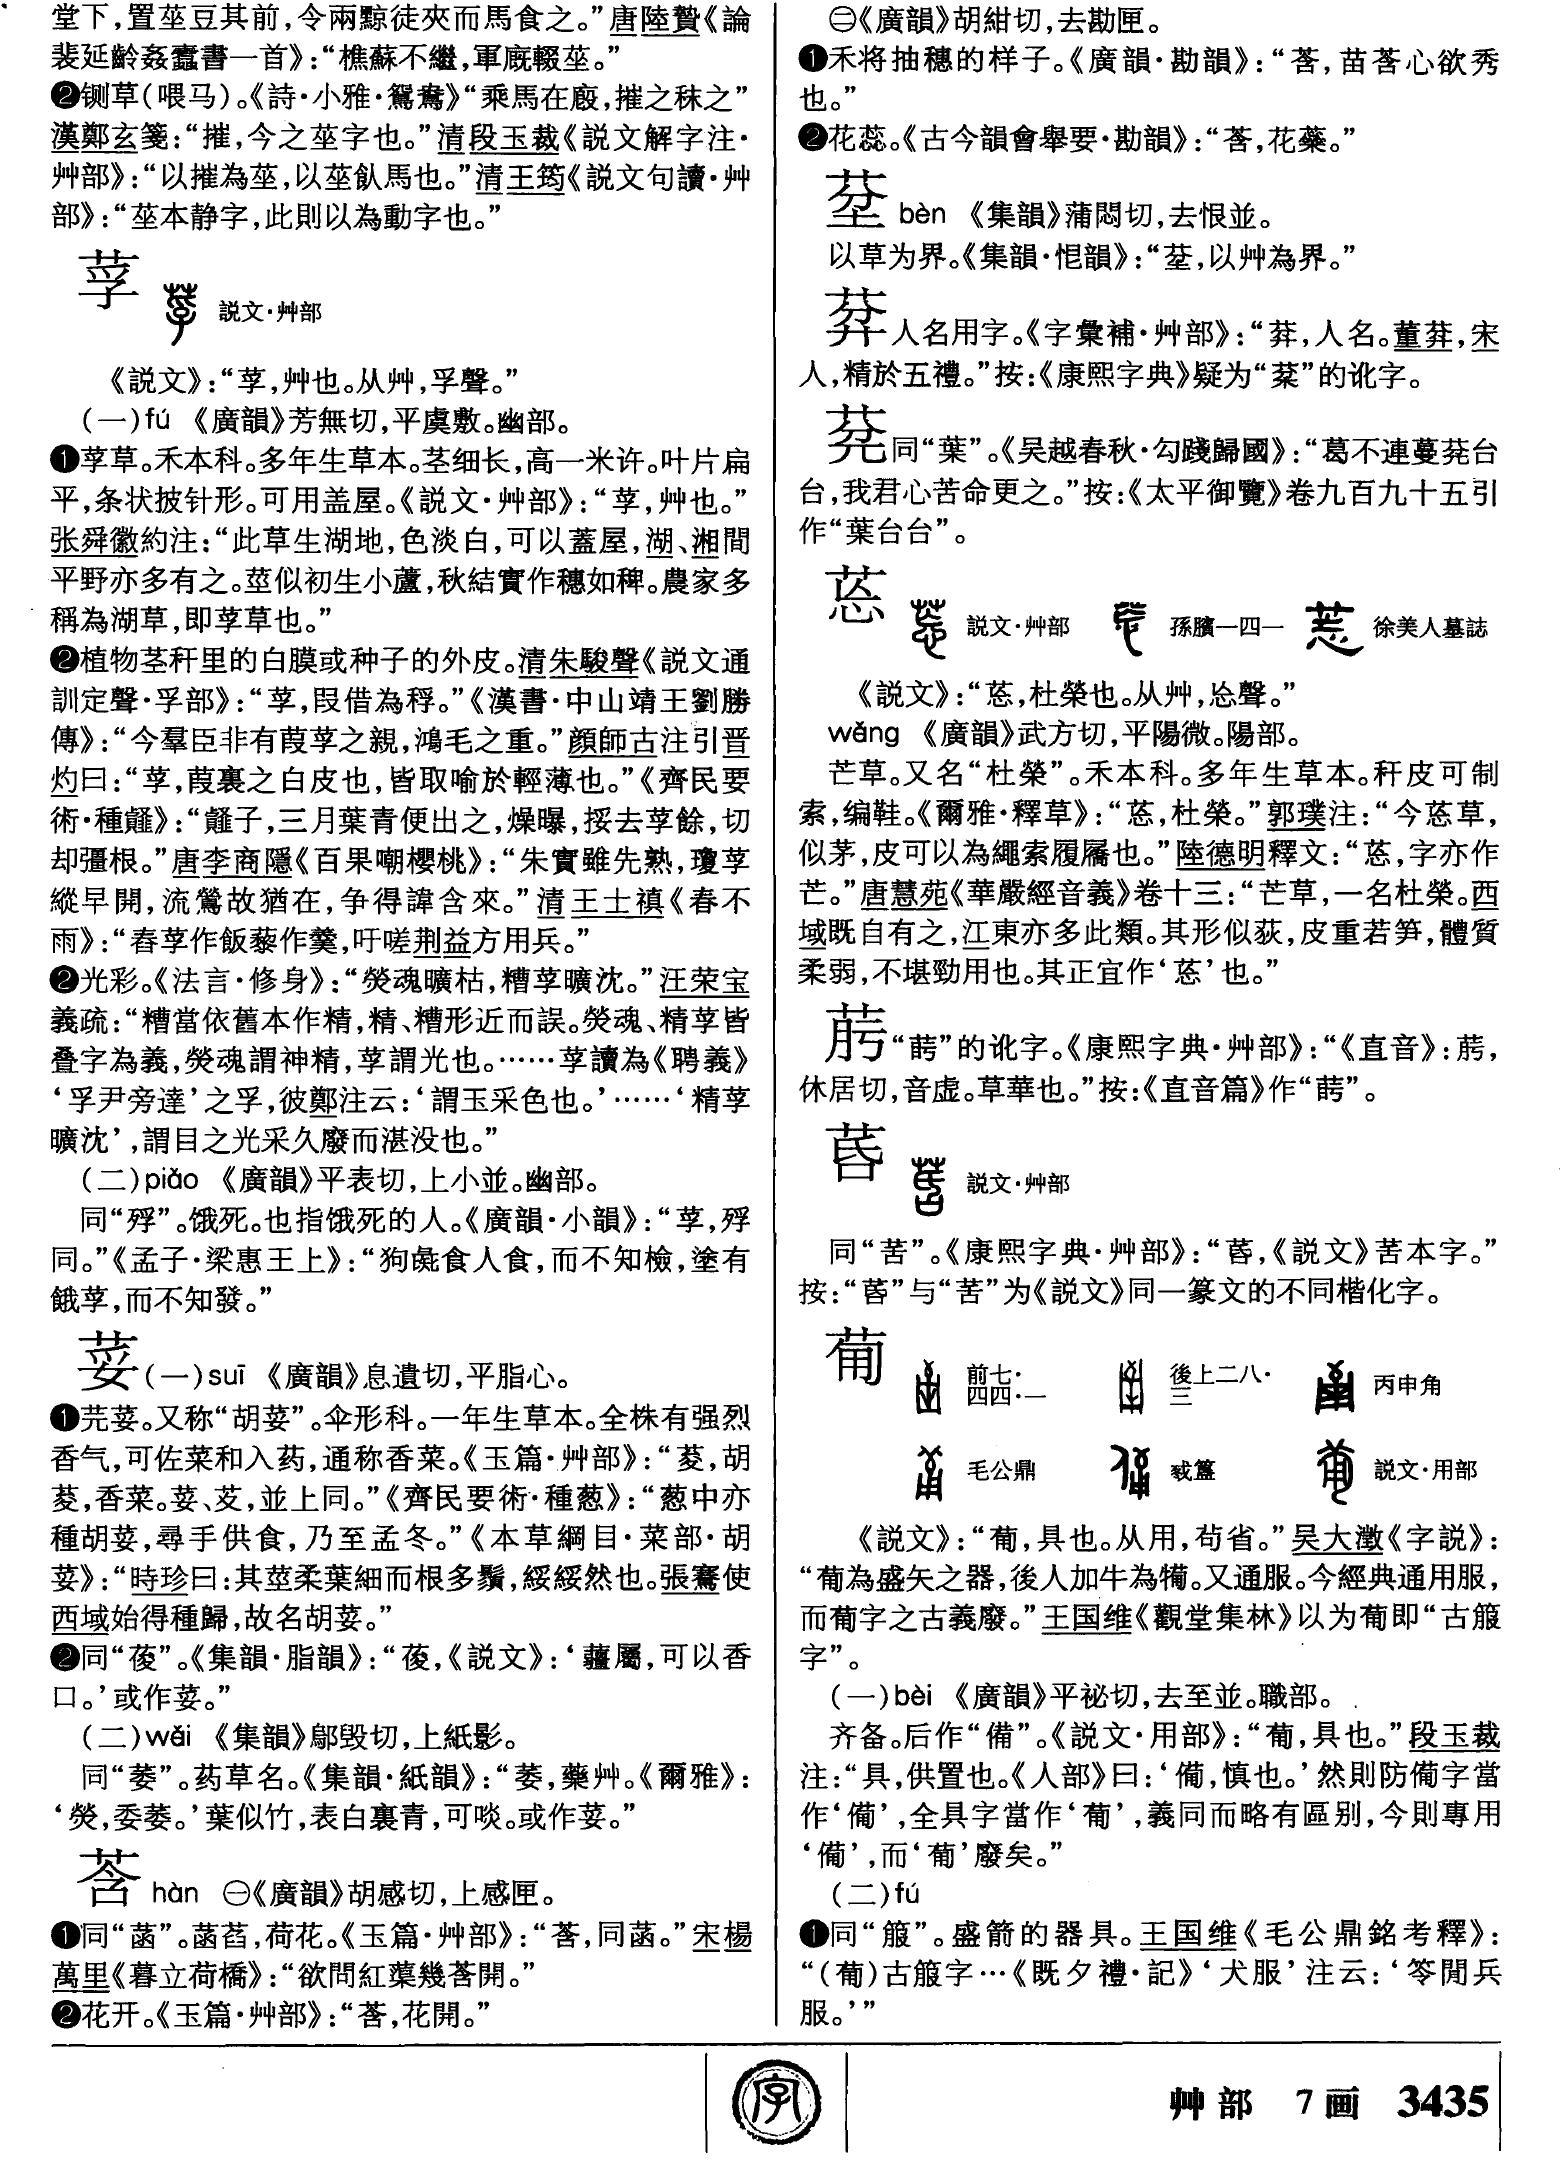 堂下，置莝豆其前，令兩黥徒夾而馬食之。”唐陸贄《論
裴延齡姦蠹書一首》：“樵蘇不繼，軍廐輟莝。”
❷铡草（喂马）。《詩·小雅·鴛鴦》“乘馬在廄，摧之秣之”
漢鄭玄箋：“摧，今之莝字也。”清段玉裁《説文解字注·
艸部》：“以摧為莝，以莝飤馬也。”清王筠《説文句讀·艸
部》：“莝本静字，此則以為動字也。”
莩 説文·艸部
《説文》：“莩，艸也。从艸，孚聲。”
（一）fú 《廣韻》芳無切，平虞敷。幽部。
❶莩草。禾本科。多年生草本。茎细长，高一米许。叶片扁
平，条状披针形。可用盖屋。《説文·艸部》：“莩，艸也。”
张舜徽約注：“此草生湖地，色淡白，可以蓋屋，湖、湘間
平野亦多有之。莖似初生小蘆，秋結實作穗如稗。農家多
稱為湖草，即莩草也。”
❷植物茎秆里的白膜或种子的外皮。清朱駿聲《説文通
訓定聲·孚部》：“莩，叚借為稃。”《漢書·中山靖王劉勝
傳》：“今羣臣非有葭莩之親，鴻毛之重。”顔師古注引晋
灼曰：“莩，葭裏之白皮也，皆取喻於輕薄也。”《齊民要
術·種䪥》：“䪥子，三月葉青便出之，燥曝，挼去莩餘，切
却彊根。”唐李商隱《百果嘲櫻桃》：“朱實雖先熟，瓊莩
縱早開，流鶯故猶在，争得諱含來。”清王士禛《春不
雨》：“舂莩作飯藜作羹，吁嗟荆益方用兵。”
❷光彩。《法言·修身》：“熒魂曠枯，糟莩曠沈。”汪荣宝
義疏：“糟當依舊本作精，精、糟形近而誤。熒魂、精莩皆
叠字為義，熒魂謂神精，莩謂光也。……莩讀為《聘義》
‘孚尹旁達’之孚，彼鄭注云：‘謂玉采色也。’……‘精莩
曠沈’，謂目之光采久廢而湛没也。”
（二）piǎo 《廣韻》平表切，上小並。幽部。
同“殍”。饿死。也指饿死的人。《廣韻·小韻》：“莩，殍
同。”《孟子·梁惠王上》：“狗彘食人食，而不知檢，塗有
餓莩，而不知發。”
荽（一）suī 《廣韻》息遺切，平脂心。
❶芫荽。又称“胡荽”。伞形科。一年生草本。全株有强烈
香气，可佐菜和入药，通称香菜。《玉篇·艸部》：“荾，胡
荾，香菜。荽、芆，並上同。”《齊民要術·種葱》：“葱中亦
種胡荽，尋手供食，乃至孟冬。”《本草綱目·菜部·胡
荽》：“時珍曰：其莖柔葉細而根多鬚，綏綏然也。張騫使
西域始得種歸，故名胡荽。”
❷同“葰”。《集韻·脂韻》：“葰，《説文》：‘薑屬，可以香
口。’或作荽。”
（二）wěi 《集韻》鄔毁切，上紙影。
同“萎”。药草名。《集韻·紙韻》：“萎，藥艸。《爾雅》：
‘熒，委萎。’葉似竹，表白裏青，可啖。或作荽。”
莟 hàn ㊀《廣韻》胡感切，上感匣。
❶同“菡”。菡萏，荷花。《玉篇·艸部》：“莟，同菡。”宋楊
萬里《暮立荷橋》：“欲問紅蕖幾莟開。”
❷花开。《玉篇·艸部》：“莟，花開。”
㊁《廣韻》胡紺切，去勘匣。
❶禾将抽穗的样子。《廣韻·勘韻》：“莟，苗莟心欲秀
也。”
❷花蕊。《古今韻會舉要·勘韻》：“莟，花蘂。”
坌 bèn 《集韻》蒲悶切，去恨並。
以草为界。《集韻·恨韻》：“，以艸為界。”
人名用字。《字彙補·艸部》：“，人名。董，宋
人，精於五禮。”按：《康熙字典》疑为“棻”的讹字。
同“葉”。《吴越春秋·勾踐歸國》：“葛不連蔓台
台，我君心苦命更之。”按：《太平御覽》卷九百九十五引
作“葉台台”。
莣 説文·艸部 孫臏一四一 徐美人墓誌
《説文》：“莣，杜榮也。从艸，忘聲。”
wǎng 《廣韻》武方切，平陽微。陽部。
芒草。又名“杜榮”。禾本科。多年生草本。秆皮可制
索，编鞋。《爾雅·釋草》：“莣，杜榮。”郭璞注：“今莣草，
似茅，皮可以為繩索履屩也。”陸德明釋文：“莣，字亦作
芒。”唐慧苑《華嚴經音義》卷十三：“芒草，一名杜榮。西
域既自有之，江東亦多此類。其形似荻，皮重若笋，體質
柔弱，不堪勁用也。其正宜作‘莣’也。”
“”的讹字。《康熙字典·艸部》：“《直音》：，
休居切，音虚。草華也。”按：《直音篇》作“”。
説文·艸部
同“苦”。《康熙字典·艸部》：“，《説文》苦本字。”
按：“”与“苦”为《説文》同一篆文的不同楷化字。
葡 前七·四四·一 後上二八·三 丙申角
毛公鼎 㦰簋 説文·用部
《説文》：“葡，具也。从用，苟省。”吴大澂《字説》：
“葡為盛矢之器，後人加牛為犕。又通服。今經典通用服，
而葡字之古義廢。”王国维《觀堂集林》以为葡即“古箙
字”。
（一）bèi 《廣韻》平祕切，去至並。職部。
齐备。后作“備”。《説文·用部》：“葡，具也。”段玉裁
注：“具，供置也。《人部》曰：‘備，慎也。’然則防備字當
作‘備’，全具字當作‘葡’，義同而略有區别，今則專用
‘備’，而‘葡’廢矣。”
（二）fú
❶同“箙”。盛箭的器具。王国维《毛公鼎銘考釋》：
“（葡）古箙字…《既夕禮·記》‘犬服’注云：‘笭閒兵
服。’”
字
艸部 7画 3435